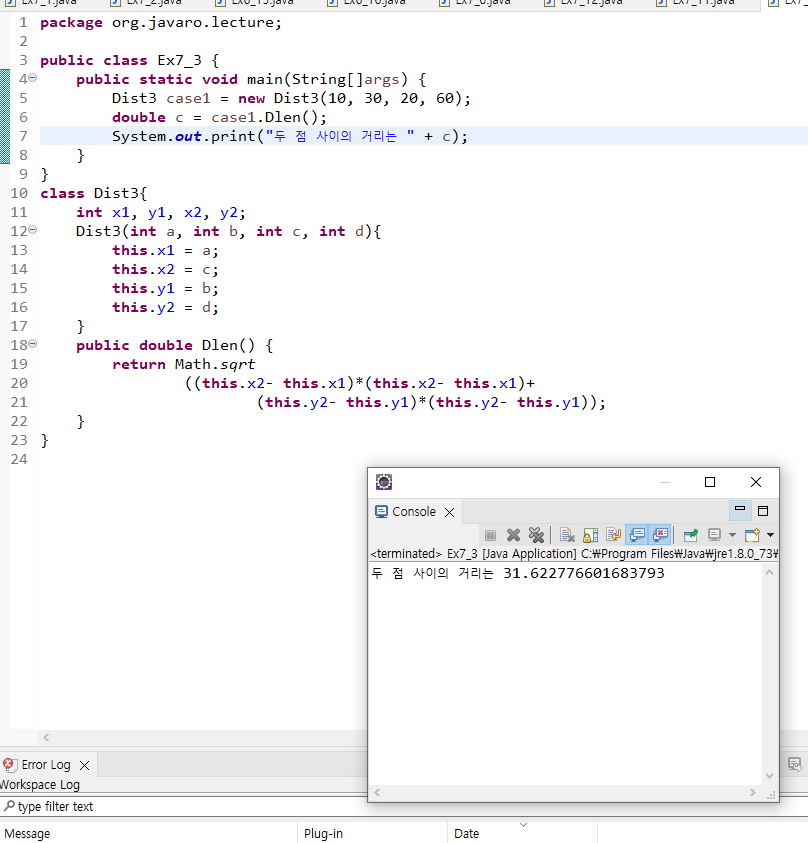 package org.javaro.lecture;
public class Ex7_3 {
public static void main(String[]args) {
Dist3 case1 = new Dist3(10, 30, 20, 60);
double c = case1.Dlen();
System.out.print("두 점 사이의 거리는 " + c);
}
}
class Dist3{
int x1, y1, x2, y2;
Dist3(int a, int b, int c, int d){
this.x1 = a;
this.x2 = c;
this.y1 = b;
this.y2 = d;
}
public double Dlen() {
return Math.sqrt
((this.x2- this.x1)*(this.x2- this.x1)+
(this.y2- this.y1)*(this.y2- this.y1));
}
}
1
2
3
4
5
6
7
8
9
10
11
12
13
14
15
16
17
18
19
20
21
22
23
24
Console
<terminated> Ex7_3 [Java Application] C:₩Program Files₩Java₩jre1.8.0_73₩
두 점 사이의 거리는 31.622776601683793
Error Log
Workspace Log
type filter text
Message Plug-in Date